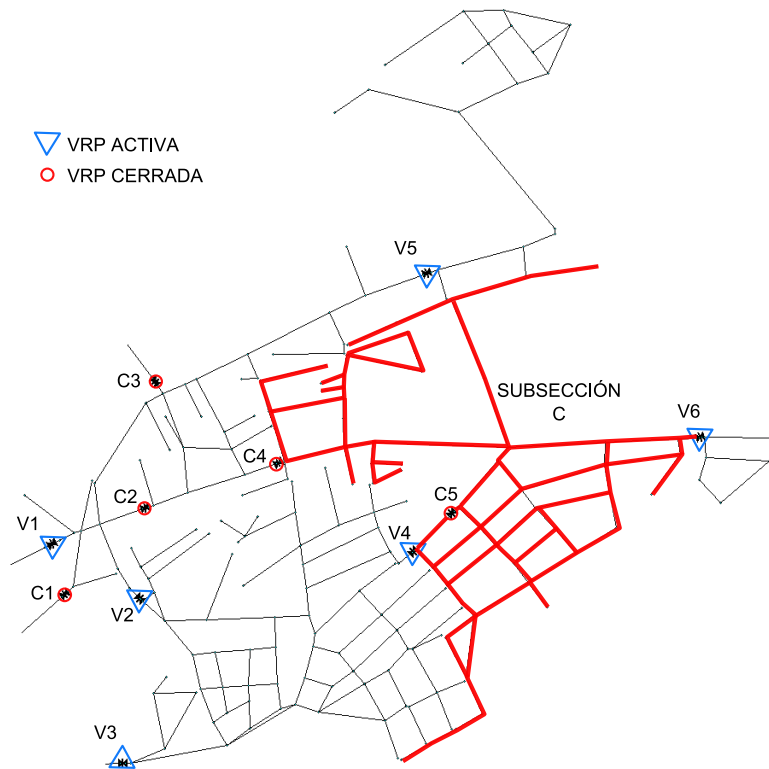 VRP ACTIVA
VRP CERRADA
V5
C3
SUBSECCIÓN
C
V6
C4
C5
C2
V1
V4
C1
V2
V3